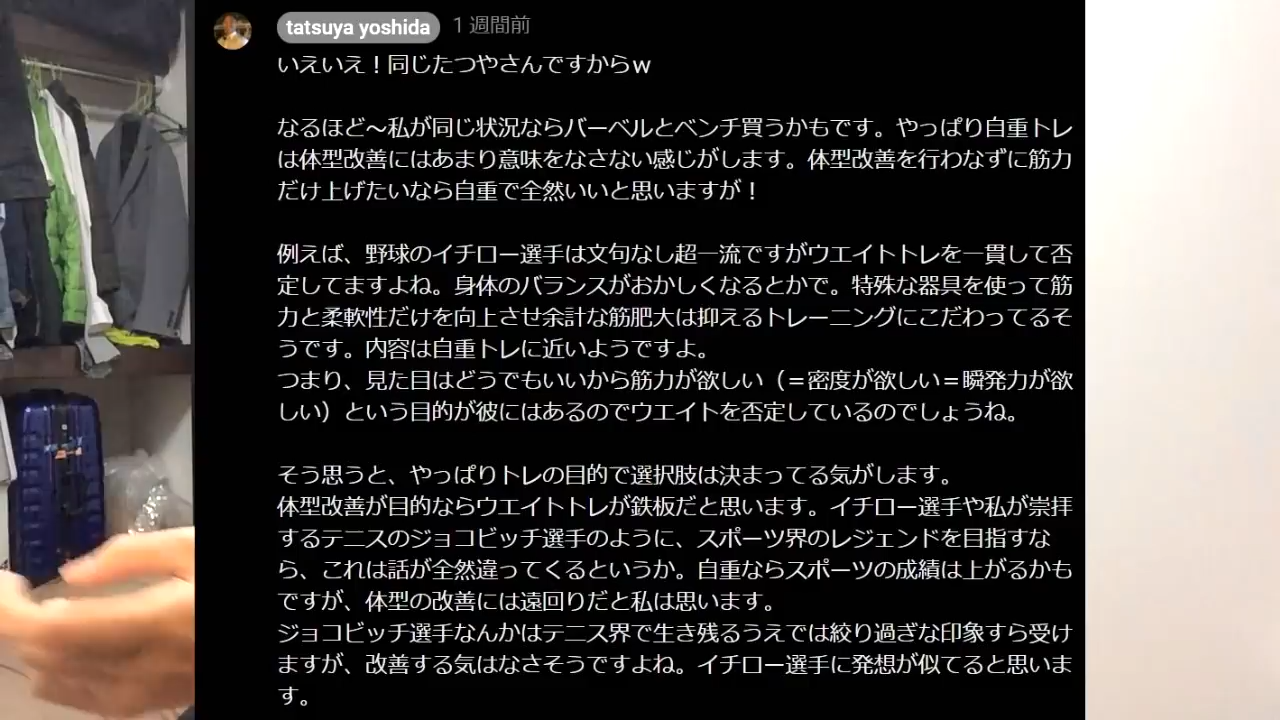 tatsuya yoshida 1 週間前
いえいえ！同じたつやさんですからw
なるほど〜私が同じ状況ならバーベルとベンチ買うかもです。やっぱり自重トレ
は体型改善にはあまり意味をなさない感じがします。体型改善を行わなずに筋力
だけ上げたいなら自重で全然いいと思いますが！
例えば、野球のイチロー選手は文句なし超一流ですがウエイトトレを一貫して否
定してますよね。身体のバランスがおかしくなるとかで。特殊な器具を使って筋
力と柔軟性だけを向上させ余計な筋肥大は抑えるトレーニングにこだわってるそ
うです。内容は自重トレに近いようですよ。
つまり、見た目はどうでもいいから筋力が欲しい（＝密度が欲しい＝瞬発力が欲
しい）という目的が彼にはあるのでウエイトを否定しているのでしょうね。
そう思うと、やっぱりトレの目的で選択肢は決まってる気がします。
体型改善が目的ならウエイトトレが鉄板だと思います。イチロー選手や私が崇拝
するテニスのジョコビッチ選手のように、スポーツ界のレジェンドを目指すな
ら、これは話が全然違ってくるというか。自重ならスポーツの成績は上がるかも
ですが、体型の改善には遠回りだと私は思います。
ジョコビッチ選手なんかはテニス界で生き残るうえでは絞り過ぎな印象すら受け
ますが、改善する気はなさそうですよね。イチロー選手に発想が似てると思いま
す。